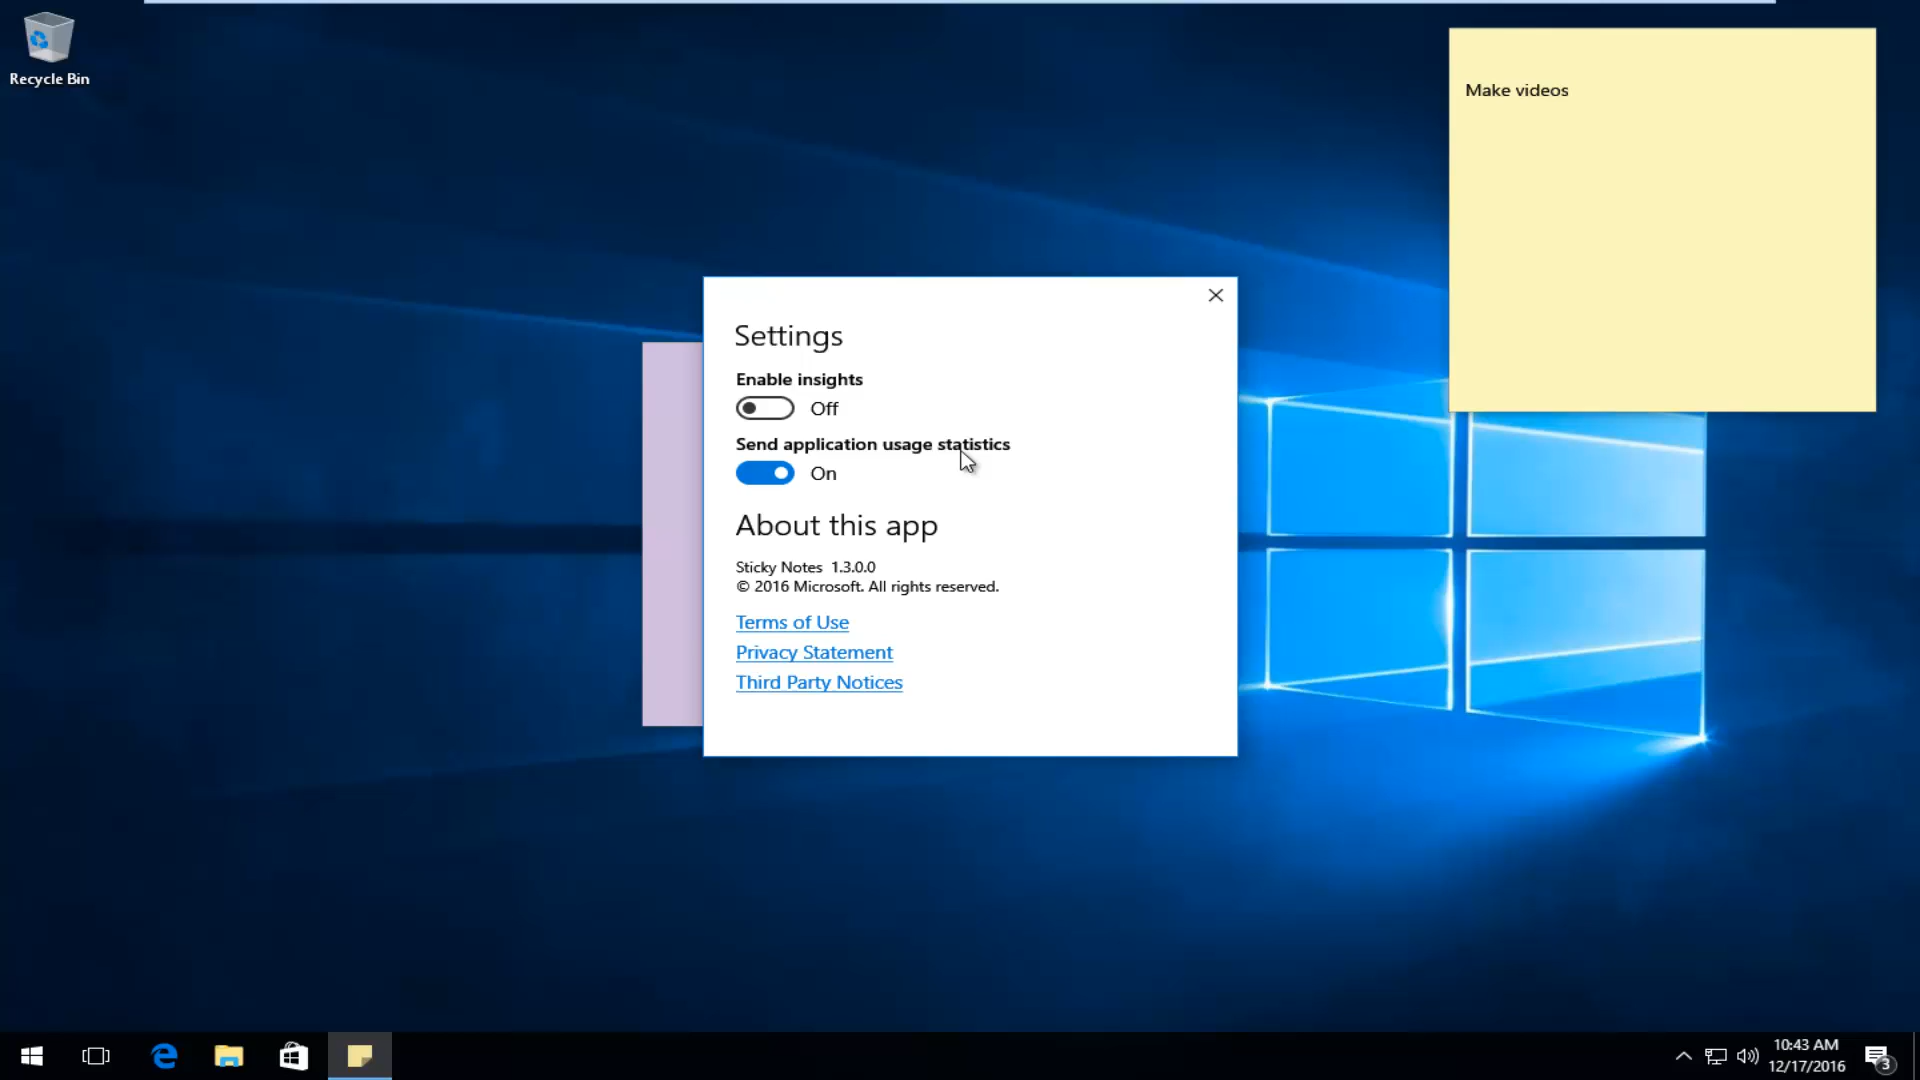 Recycle Bin
Make videos
Settings
Enable insights
Off
Send application usage statistics
On
About this app
Sticky Notes 1.3.0.0
© 2016 Microsoft. All rights reserved.
Terms of Use
Privacy Statement
Third Party Notices
10:43 AM
12/17/2016
3